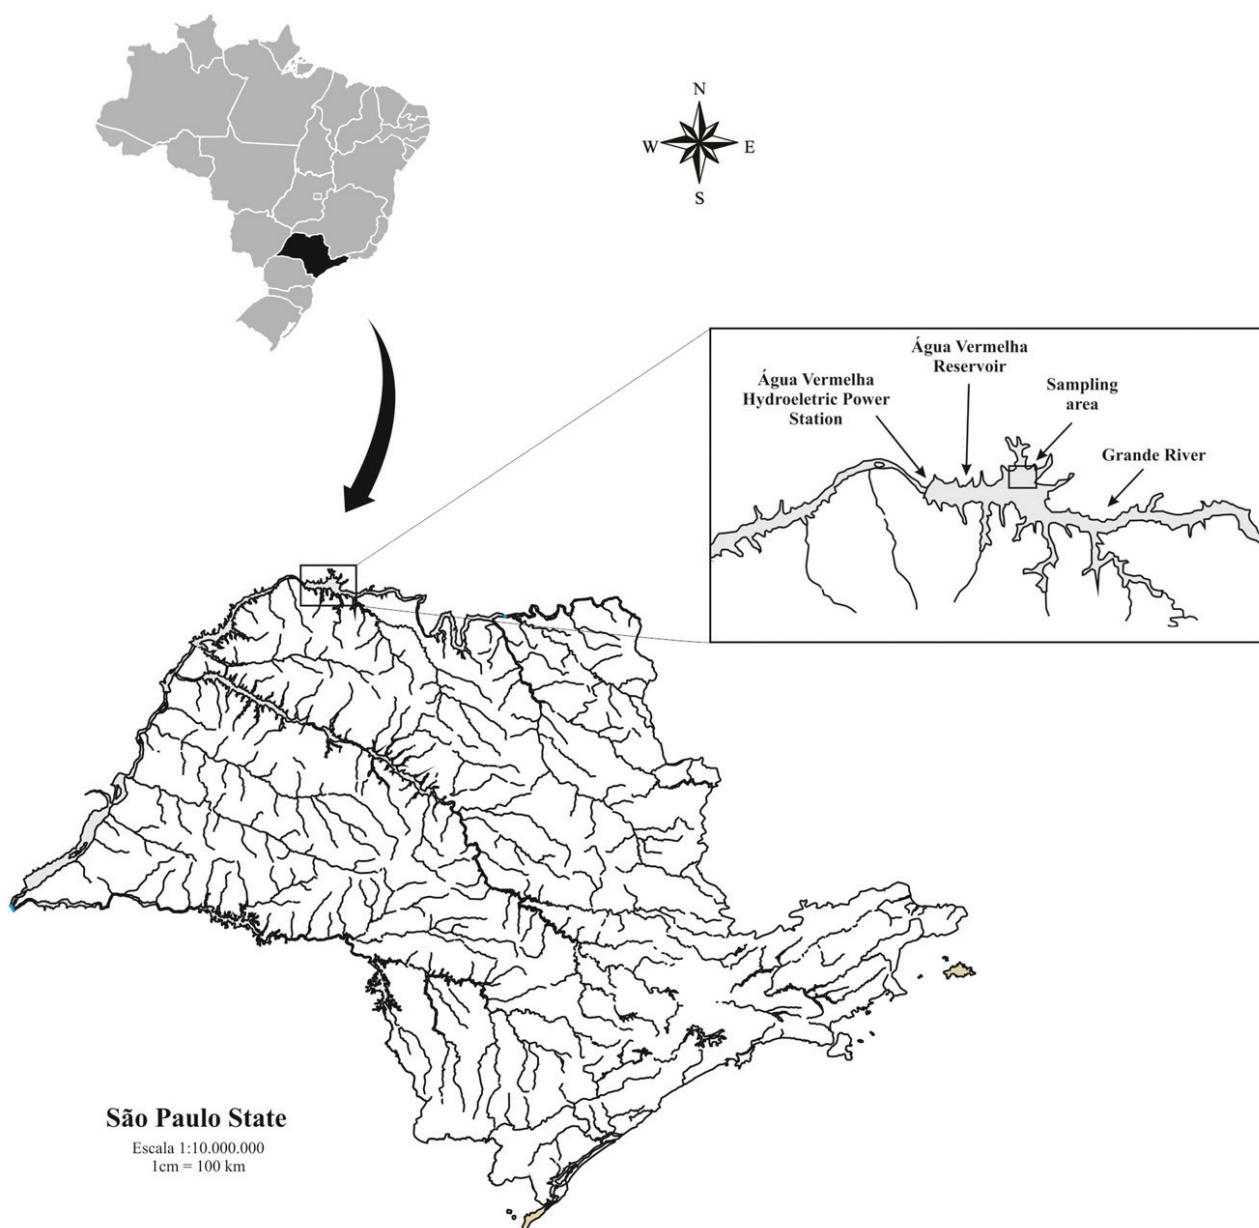 N
W E
S
Água Vermelha
Reservoir
Água Vermelha
Hydroeletric Power
Station
Sampling
area
Grande River
São Paulo State
Escala 1:10.000.000
1cm = 100 km